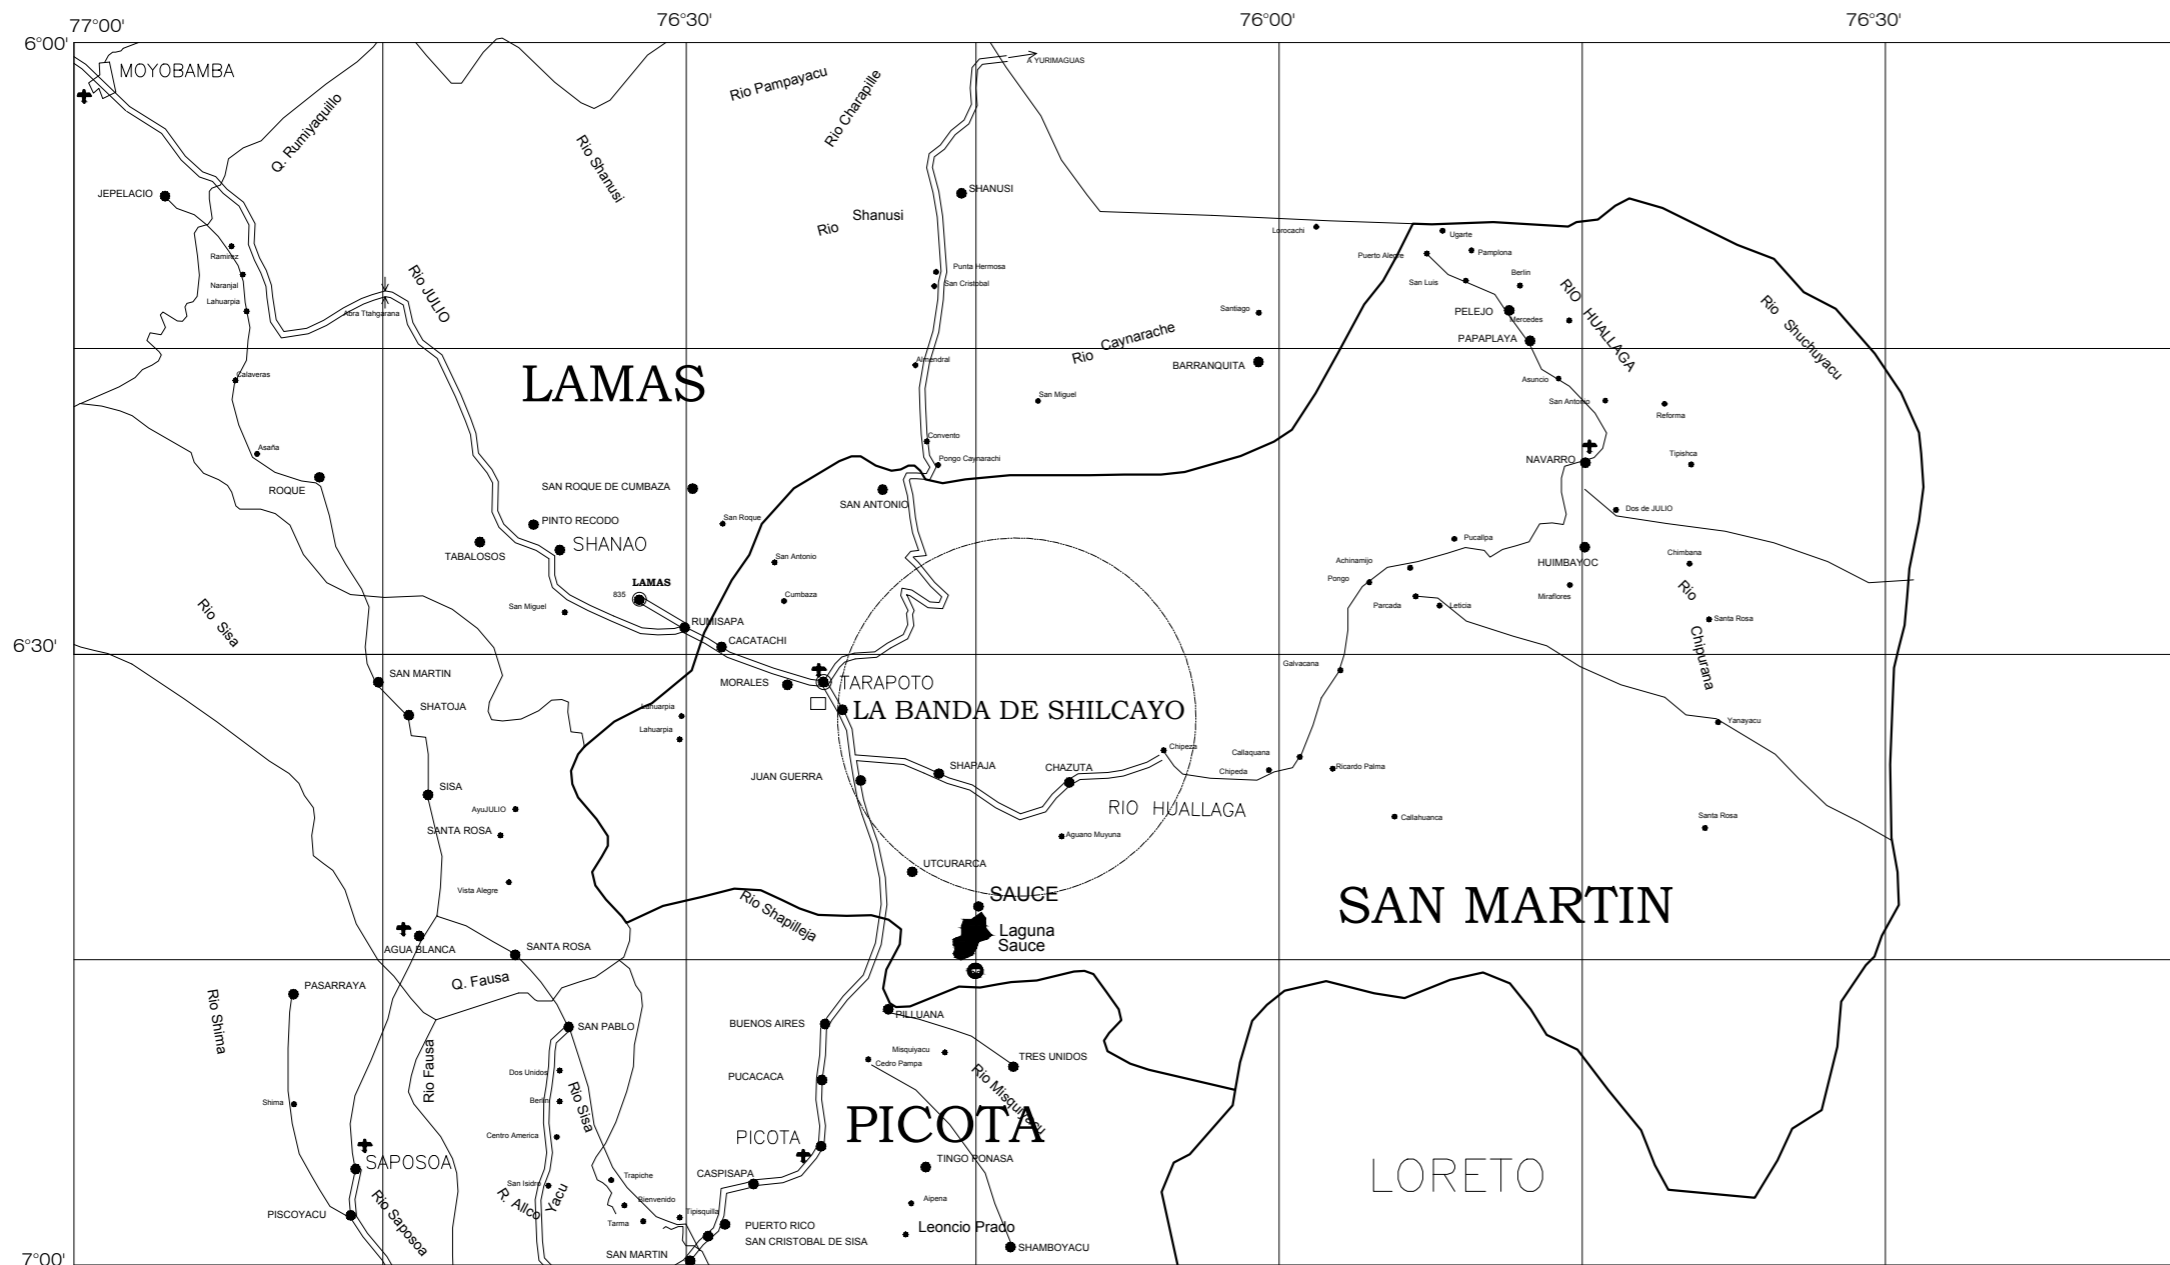 77°00'
76°30'
76°00'
76°30'
6°00'
MOYOBAMBA
A YURIMAGUAS
Rio Pampayacu
Rio Charapille
Q. Rumiyaquillo
Rio Shanusi
JEPELACIO
SHANUSI
Rio Shanusi
Lorocachi
Ugarte
Puerto Alegre
Pamplona
Ramirez
Punta Hermosa
Berlin
Naranjal
San Cristobal
San Luis
RIO HUALLAGA
Rio Shuchuyacu
Lahuarpia
Rio JULIO
Abra Tlahgarana
Santiago
PELEJO
Mercedes
Rio Caynarache
PAPAPLAYA
Almendral
BARRANQUITA
Calaveras
LAMAS
Asuncio
San Miguel
San Antonio
Reforma
Convento
Asaña
Pongo Caynarachi
NAVARRO
Tipishca
ROQUE
SAN ROQUE DE CUMBAZA
SAN ANTONIO
Dos de JULIO
PINTO RECODO
San Roque
SHANAO
TABALOSOS
Pucallpa
San Antonio
Achinamijo
HUIMBAYOC
Chimbana
LAMAS
835
Pongo
Rio Chipurana
Cumbaza
San Miguel
Parcada
Leticia
Miraflores
Rio Sisa
RUMISAPA
Santa Rosa
6°30'
CACATACHI
Galvacana
SAN MARTIN
MORALES
TARAPOTO
SHATOJA
Lahuarpia
LA BANDA DE SHILCAYO
Yanayacu
Lahuarpia
Chipeza
Callaquana
Chipeda
Ricardo Palma
JUAN GUERRA
SHAPAJA
CHAZUTA
SISA
AyuJULIO
RIO HUALLAGA
SANTA ROSA
Aguano Muyuna
Callahuanca
Santa Rosa
UTCURARCA
Vista Alegre
SAUCE
SAN MARTIN
Rio Shapilleja
Laguna
Sauce
AGUA BLANCA
SANTA ROSA
Q. Fausa
PASARRAYA
Rio Shima
BUENOS AIRES
PILLUANA
SAN PABLO
Misquiyacu
Cedro Pampa
TRES UNIDOS
Rio Fausa
Dos Unidos
PUCACACA
Rio Misquiyacu
Shima
Berlin
Rio Sisa
PICOTA
Centro America
PICOTA
SAPOSOA
TINGO PONASA
LORETO
San Isidro
Trapiche
CASPISAPA
R. Allco Yacu
Bienvenido
Aipena
PISCOYACU
Rio Saposoa
Tarma
Tipisquilla
PUERTO RICO
Leoncio Prado
SAN CRISTOBAL DE SISA
SHAMBOYACU
SAN MARTIN
7°00'